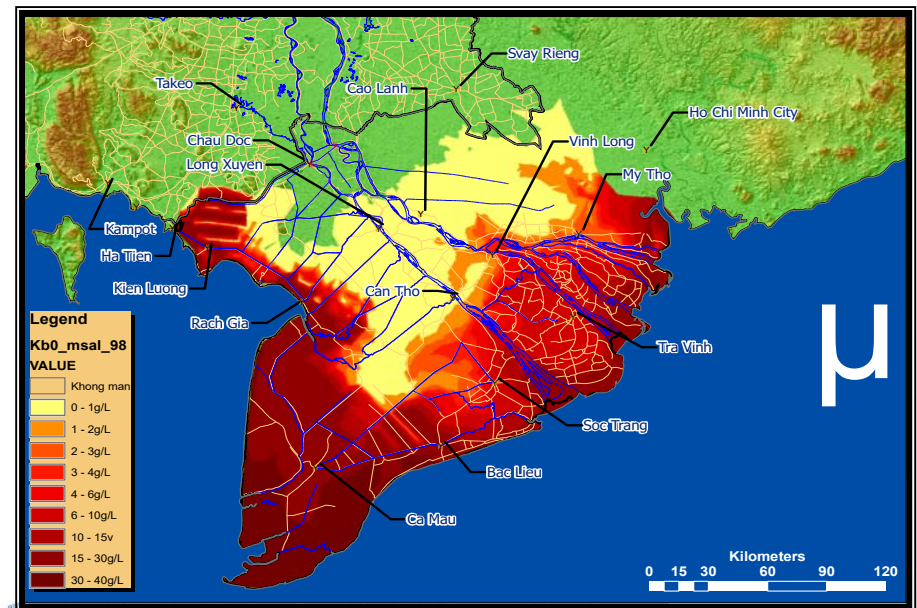 Svay Rieng
Takeo
Cao Lanh
Ho Chi Minh City
Chau Doc
Vinh Long
Long Xuyen
My Tho
Kampot
Ha Tien
Kien Luong
Can Tho
Rach Gia
Tra Vinh
Soc Trang
Bac Lieu
Ca Mau
µ
Legend
Kb0_msal_98
VALUE
Khong man
0 - 1g/L
1 - 2g/L
2 - 3g/L
3 - 4g/L
4 - 6g/L
6 - 10g/L
10 - 15v
15 - 30g/L
30 - 40g/L
Kilometers
0 15 30 60 90 120